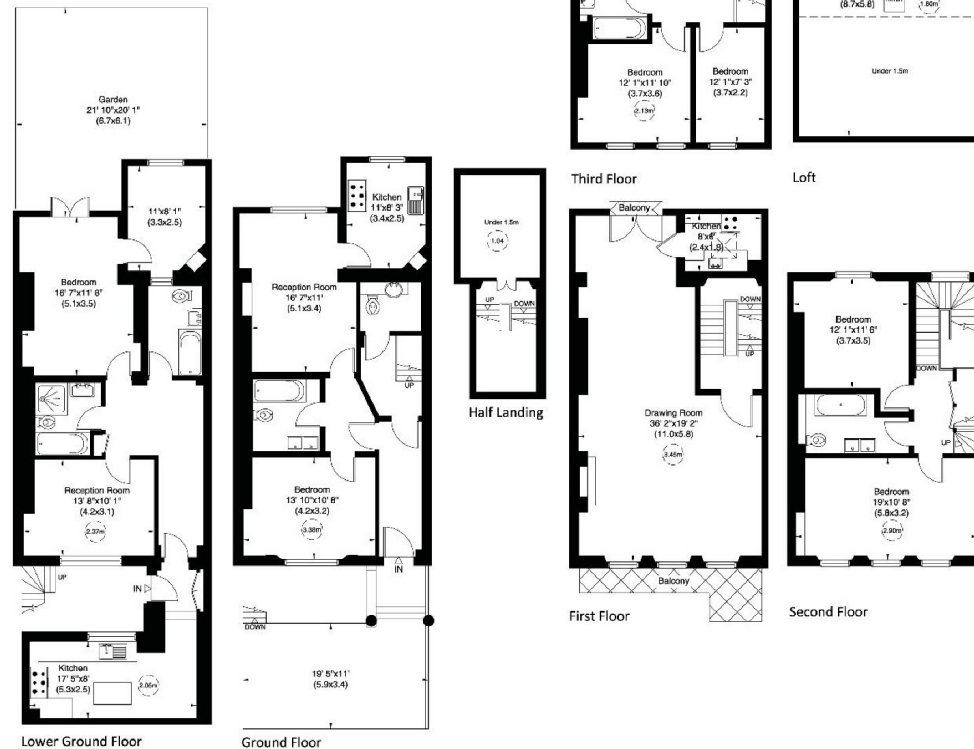 Garden
21' 10"x20' 1"
(6.7x6.1)
11'x8' 1"
(3.3x2.5)
Bedroom
16' 7"x11' 8"
(5.1x3.5)
Reception Room
13' 8"x10' 1"
(4.2x3.1)
2.37m
UP
IN
Kitchen
17' 5"x8'
(5.3x2.5)
2.05m
Lower Ground Floor
Kitchen
11'x8' 3"
(3.4x2.5)
Reception Room
16' 7"x11'
(5.1x3.4)
UP
Bedroom
13' 10"x10' 6"
(4.2x3.2)
3.38m
IN
DOWN
19' 5"x11'
(5.9x3.4)
Ground Floor
Under 1.5m
1.04
UP
DOWN
Half Landing
Bedroom
12' 1"x11' 10"
(3.7x3.6)
2.13m
Bedroom
12' 1"x7' 3"
(3.7x2.2)
Third Floor
(8.7x5.8)
1.80m
Under 1.5m
Loft
Balcony
Kitchen
8'x6'
(2.4x1.8)
DOWN
UP
Drawing Room
36' 2"x19' 2"
(11.0x5.8)
3.45m
Balcony
First Floor
Bedroom
12' 1"x11' 6"
(3.7x3.5)
DOWN
UP
Bedroom
19'x10' 8"
(5.8x3.2)
2.90m
Second Floor